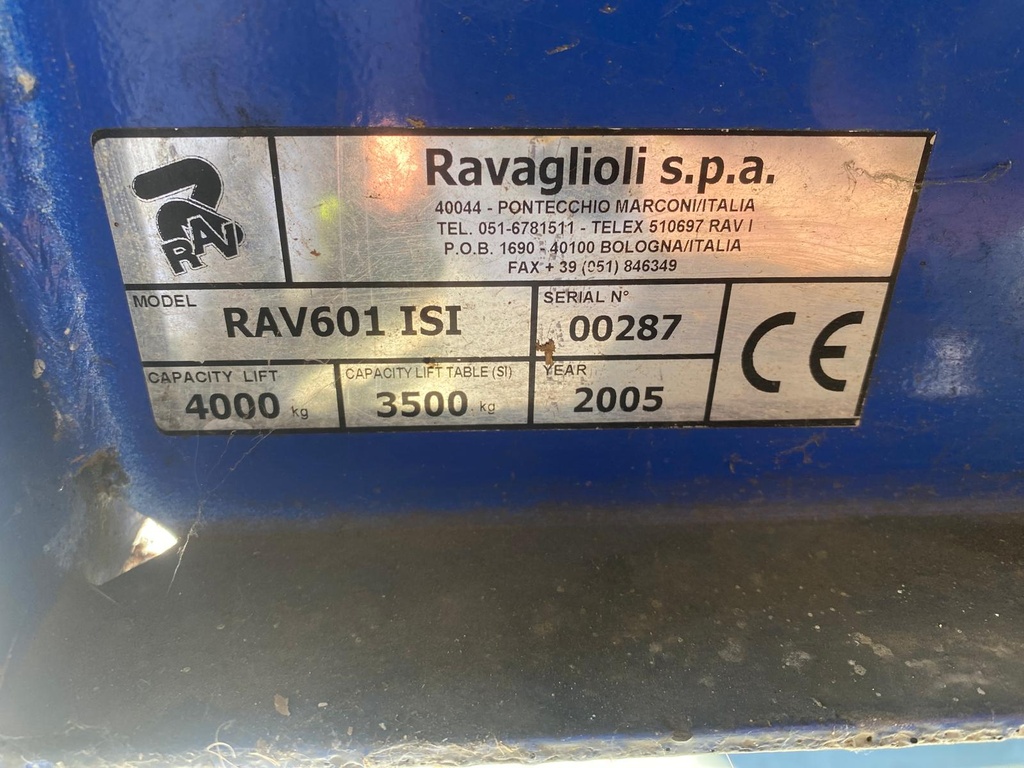 RAV
Ravaglioli s.p.a.
40044 - PONTECCHIO MARCONI/ITALIA
TEL. 051-6781511 - TELEX 510697 RAV I
P.O.B. 1690 - 40100 BOLOGNA/ITALIA
FAX + 39 (051) 846349
MODEL
RAV601 ISI
SERIAL N°
00287
CAPACITY LIFT
4000 kg
CAPACITY LIFT TABLE (SI)
3500 kg
YEAR
2005
CE